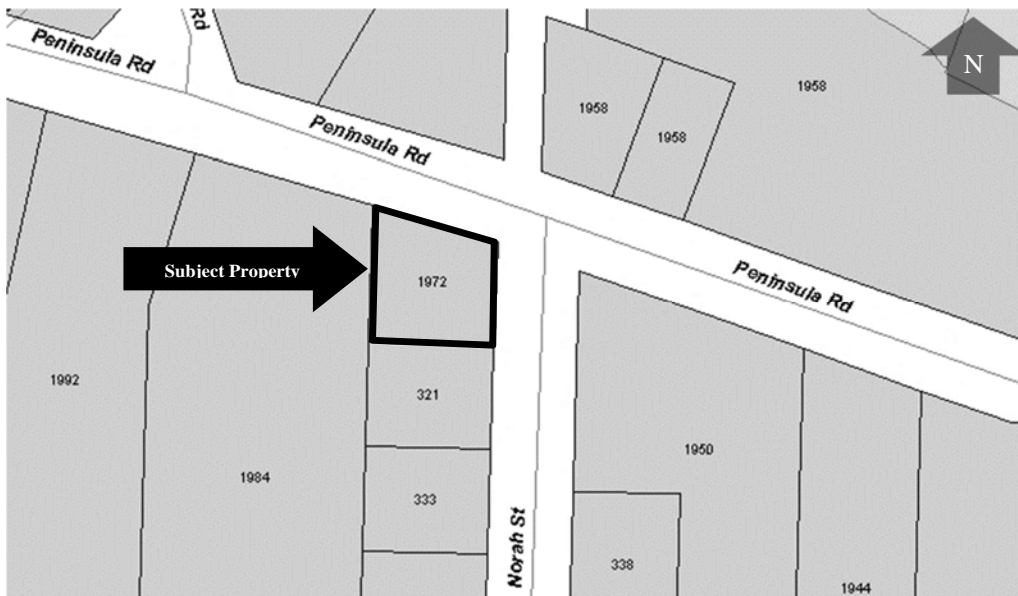 Rd
Peninsula Rd
N
1958
1958
1958
Peninsula Rd
Subject Property
1972
Peninsula Rd
1992
321
1984
1950
333
Norah St
338
1944